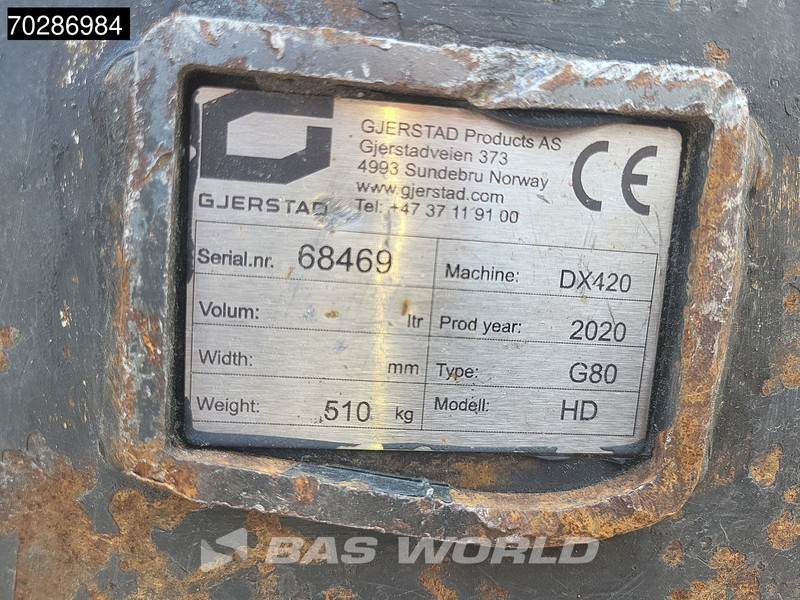 70286984
GJERSTAD Products AS
Gjerstadveien 373
4993 Sundebru Norway
www.gjerstad.com
Tel: +47 37 11 91 00
CE
GJERSTAD
Serial.nr. 68469
Machine: DX420
Volum: ltr
Prod year: 2020
Width: mm
Type: G80
Weight: 510 kg
Modell: HD
BAS WORLD